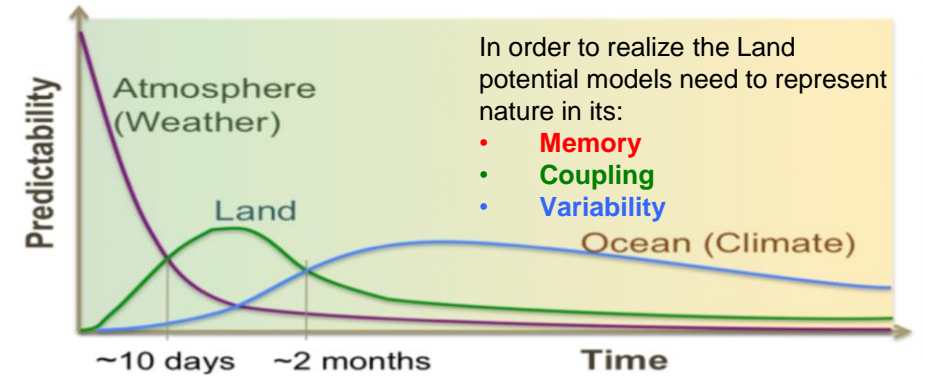 In order to realize the Land
potential models need to represent
nature in its:
• Memory
• Coupling
• Variability
Atmosphere
(Weather)
Land
Ocean (Climate)
Predictability
~10 days
~2 months
Time